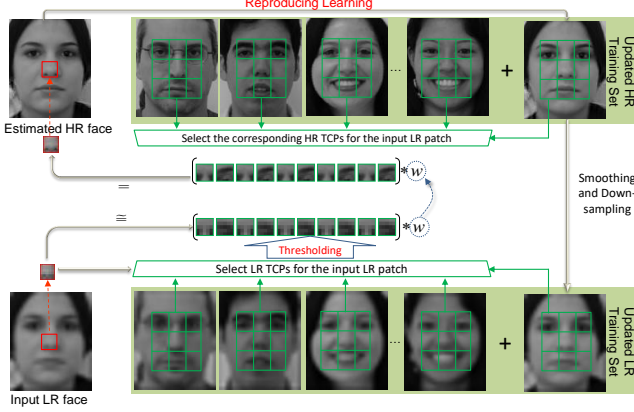 Reproducing Learning
Updated HR
Training Set
...
+
Estimated HR face
Select the corresponding HR TCPs for the input LR patch
=
* w
Smoothing
and Down-
sampling
≅
* w
Thresholding
Select LR TCPs for the input LR patch
Updated LR
Training Set
...
+
Input LR face